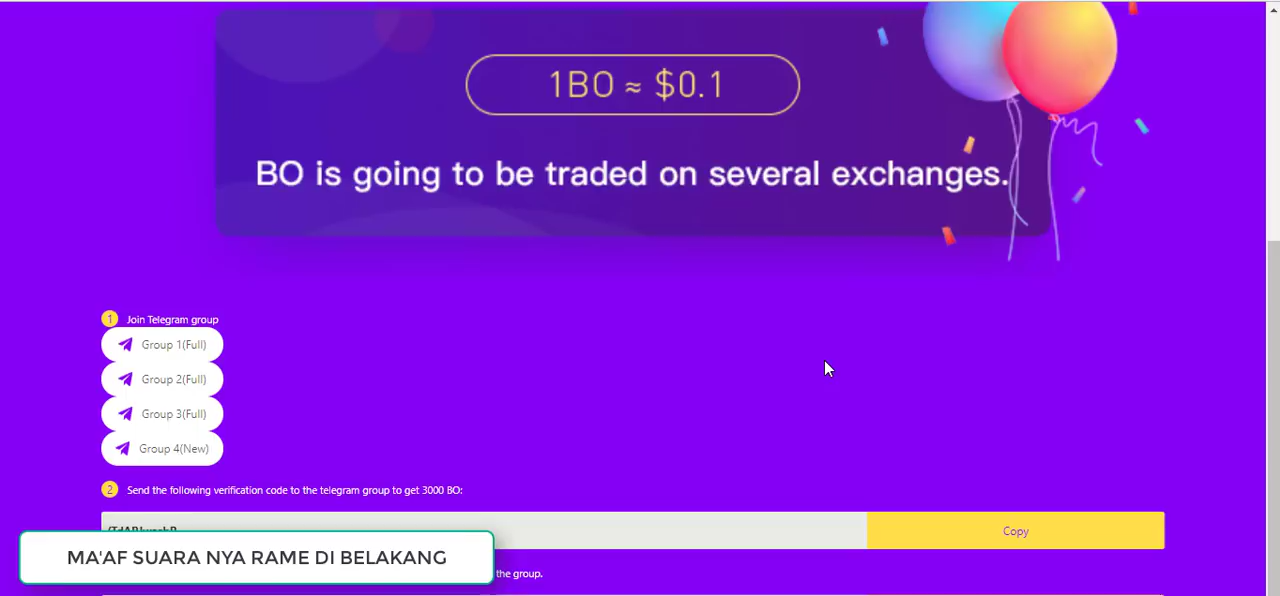 1BO ≈ $0.1
BO is going to be traded on several exchanges.
1 Join Telegram group
Group 1(Full)
Group 2(Full)
Group 3(Full)
Group 4(New)
2 Send the following verification code to the telegram group to get 3000 BO:
Copy
MA'AF SUARA NYA RAME DI BELAKANG
the group.